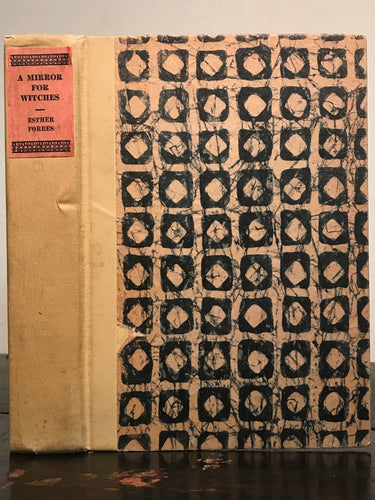 A MIRROR
FOR
WITCHES
ESTHER
FORBES